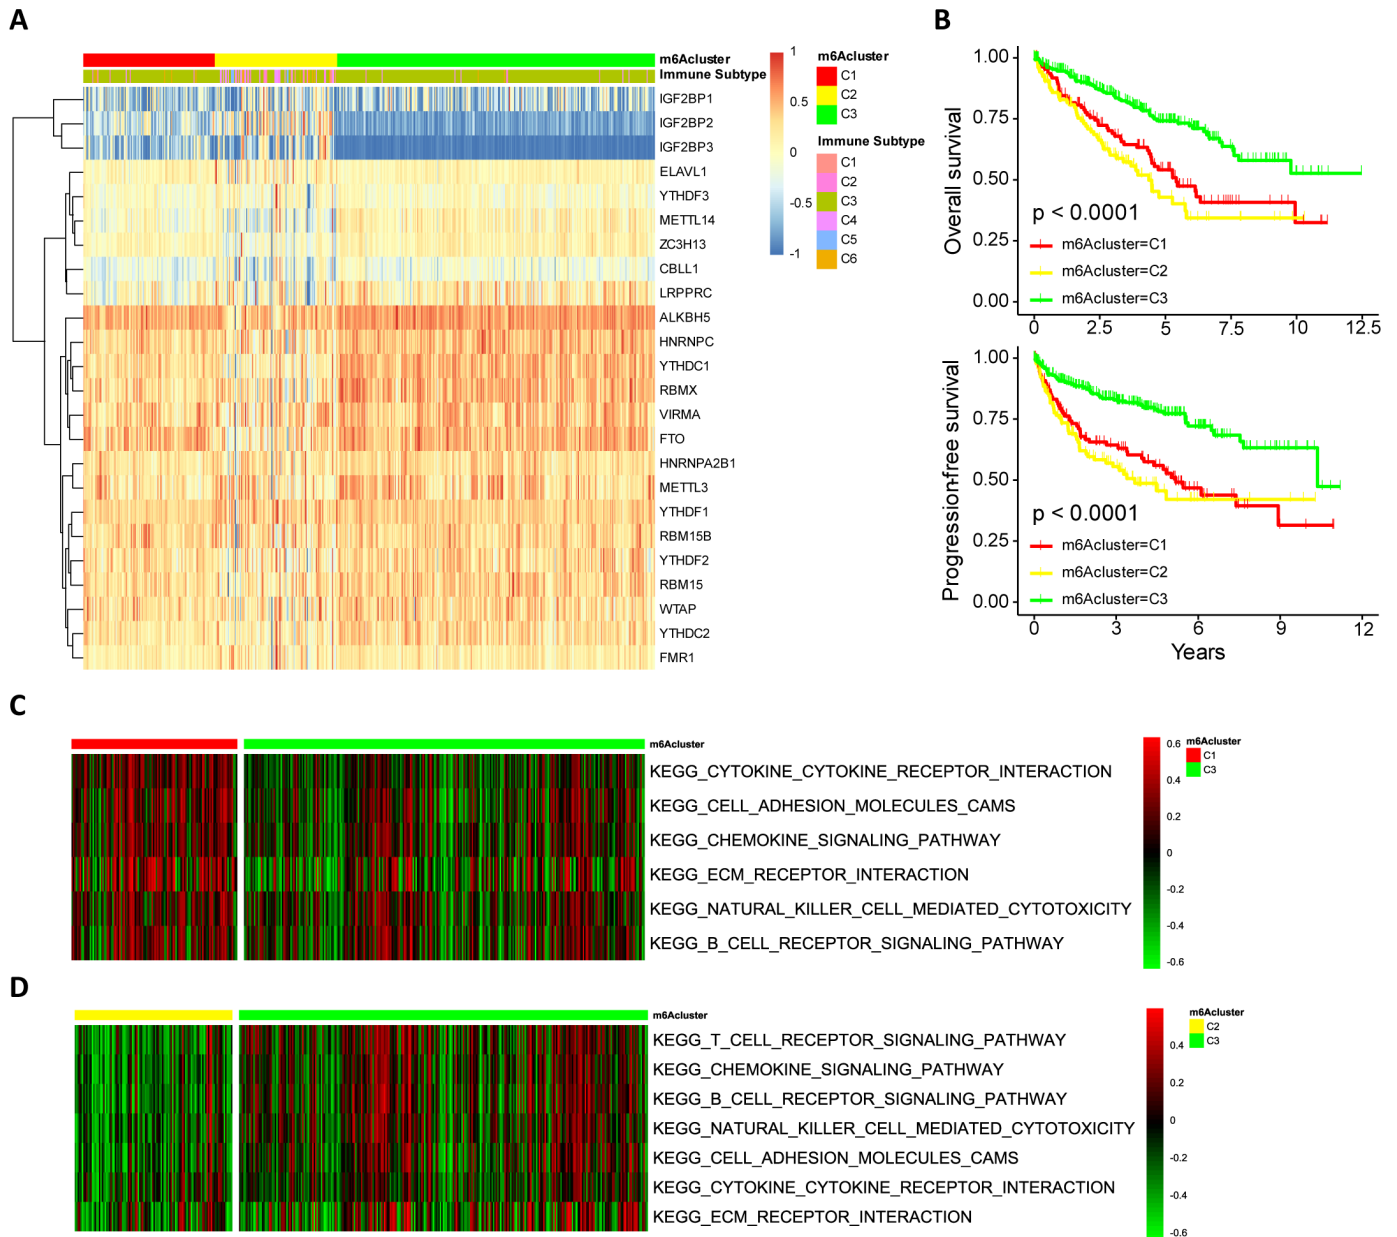 A
m6Acluster
Immune Subtype
IGF2BP1
IGF2BP2
IGF2BP3
ELAVL1
YTHDF3
METTL14
ZC3H13
CBLL1
LRPPRC
ALKBH5
HNRNPC
YTHDC1
RBMX
VIRMA
FTO
HNRNPA2B1
METTL3
YTHDF1
RBM15B
YTHDF2
RBM15
WTAP
YTHDC2
FMR1
1
0.5
0
-0.5
-1
m6Acluster
C1
C2
C3
Immune Subtype
C1
C2
C3
C4
C5
C6
B
Overall survival
1.00
0.75
0.50
0.25
0.00
p < 0.0001
m6Acluster=C1
m6Acluster=C2
m6Acluster=C3
0 2.5 5 7.5 10 12.5
Progression-free survival
1.00
0.75
0.50
0.25
0.00
p < 0.0001
m6Acluster=C1
m6Acluster=C2
m6Acluster=C3
0 3 6 9 12
Years
C
m6Acluster
KEGG_CYTOKINE_CYTOKINE_RECEPTOR_INTERACTION
KEGG_CELL_ADHESION_MOLECULES_CAMS
KEGG_CHEMOKINE_SIGNALING_PATHWAY
KEGG_ECM_RECEPTOR_INTERACTION
KEGG_NATURAL_KILLER_CELL_MEDIATED_CYTOTOXICITY
KEGG_B_CELL_RECEPTOR_SIGNALING_PATHWAY
0.6
0.4
0.2
0
-0.2
-0.4
-0.6
m6Acluster
C1
C3
D
m6Acluster
KEGG_T_CELL_RECEPTOR_SIGNALING_PATHWAY
KEGG_CHEMOKINE_SIGNALING_PATHWAY
KEGG_B_CELL_RECEPTOR_SIGNALING_PATHWAY
KEGG_NATURAL_KILLER_CELL_MEDIATED_CYTOTOXICITY
KEGG_CELL_ADHESION_MOLECULES_CAMS
KEGG_CYTOKINE_CYTOKINE_RECEPTOR_INTERACTION
KEGG_ECM_RECEPTOR_INTERACTION
0.4
0.2
0
-0.2
-0.4
-0.6
m6Acluster
C2
C3